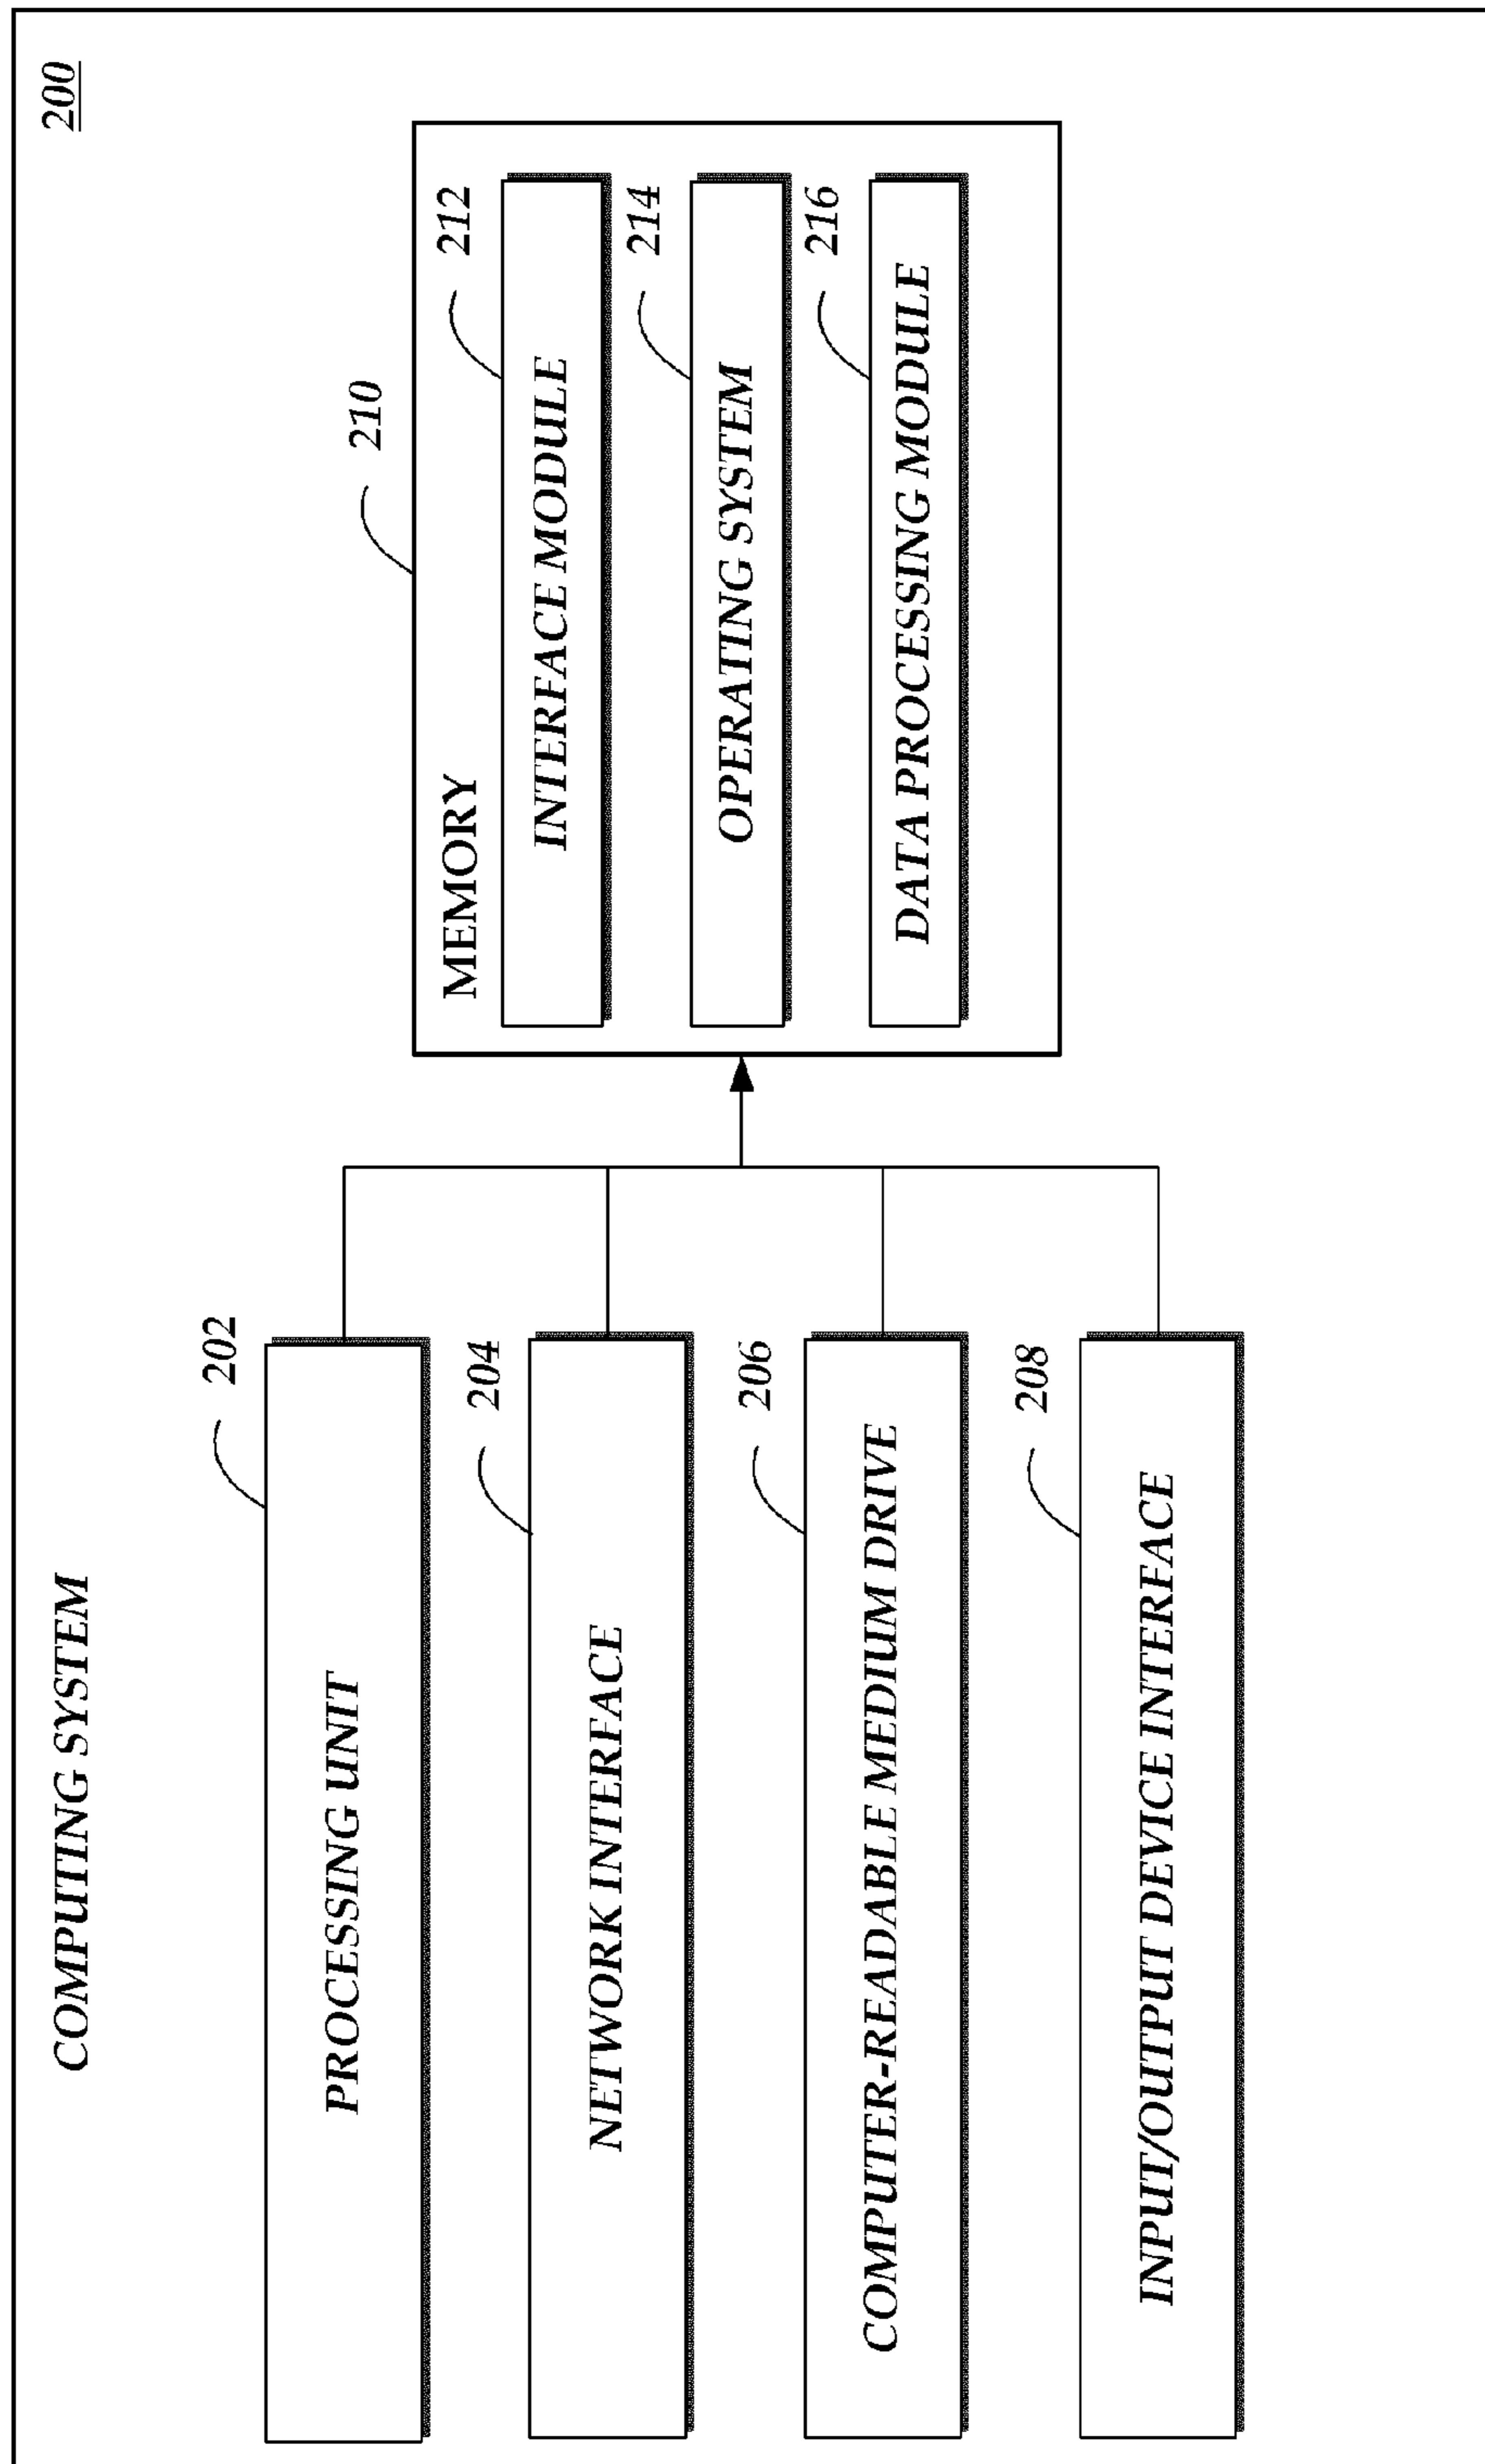 COMPUTING SYSTEM
200
202
PROCESSING UNIT
204
NETWORK INTERFACE
206
COMPUTER-READABLE MEDIUM DRIVE
208
INPUT/OUTPUT DEVICE INTERFACE
210
MEMORY
212
INTERFACE MODULE
214
OPERATING SYSTEM
216
DATA PROCESSING MODULE